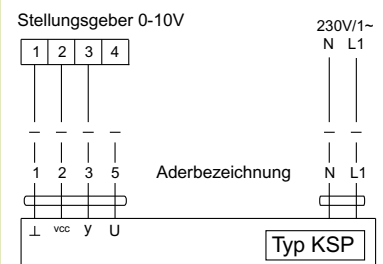 Stellungsgeber 0-10V
230V/1~
N L1
1 2 3 4
1 2 3 5 Aderbezeichnung N L1
⊥ vcc y U
Typ KSP